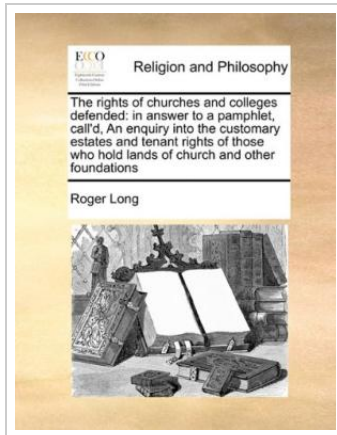 ECCO
Religion and Philosophy
The rights of churches and colleges
defended: in answer to a pamphlet,
call'd, An enquiry into the customary
estates and tenant rights of those
who hold lands of church and other
foundations
Roger Long